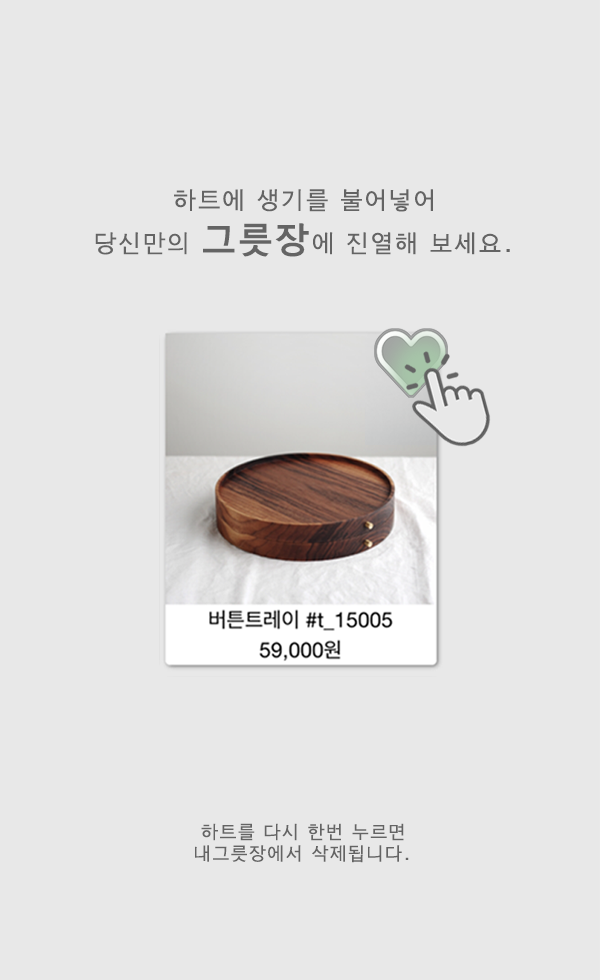 하트에 생기를 불어넣어
당신만의 그릇장에 진열해 보세요.
버튼트레이 #t_15005
59,000원
하트를 다시 한번 누르면
내그릇장에서 삭제됩니다.